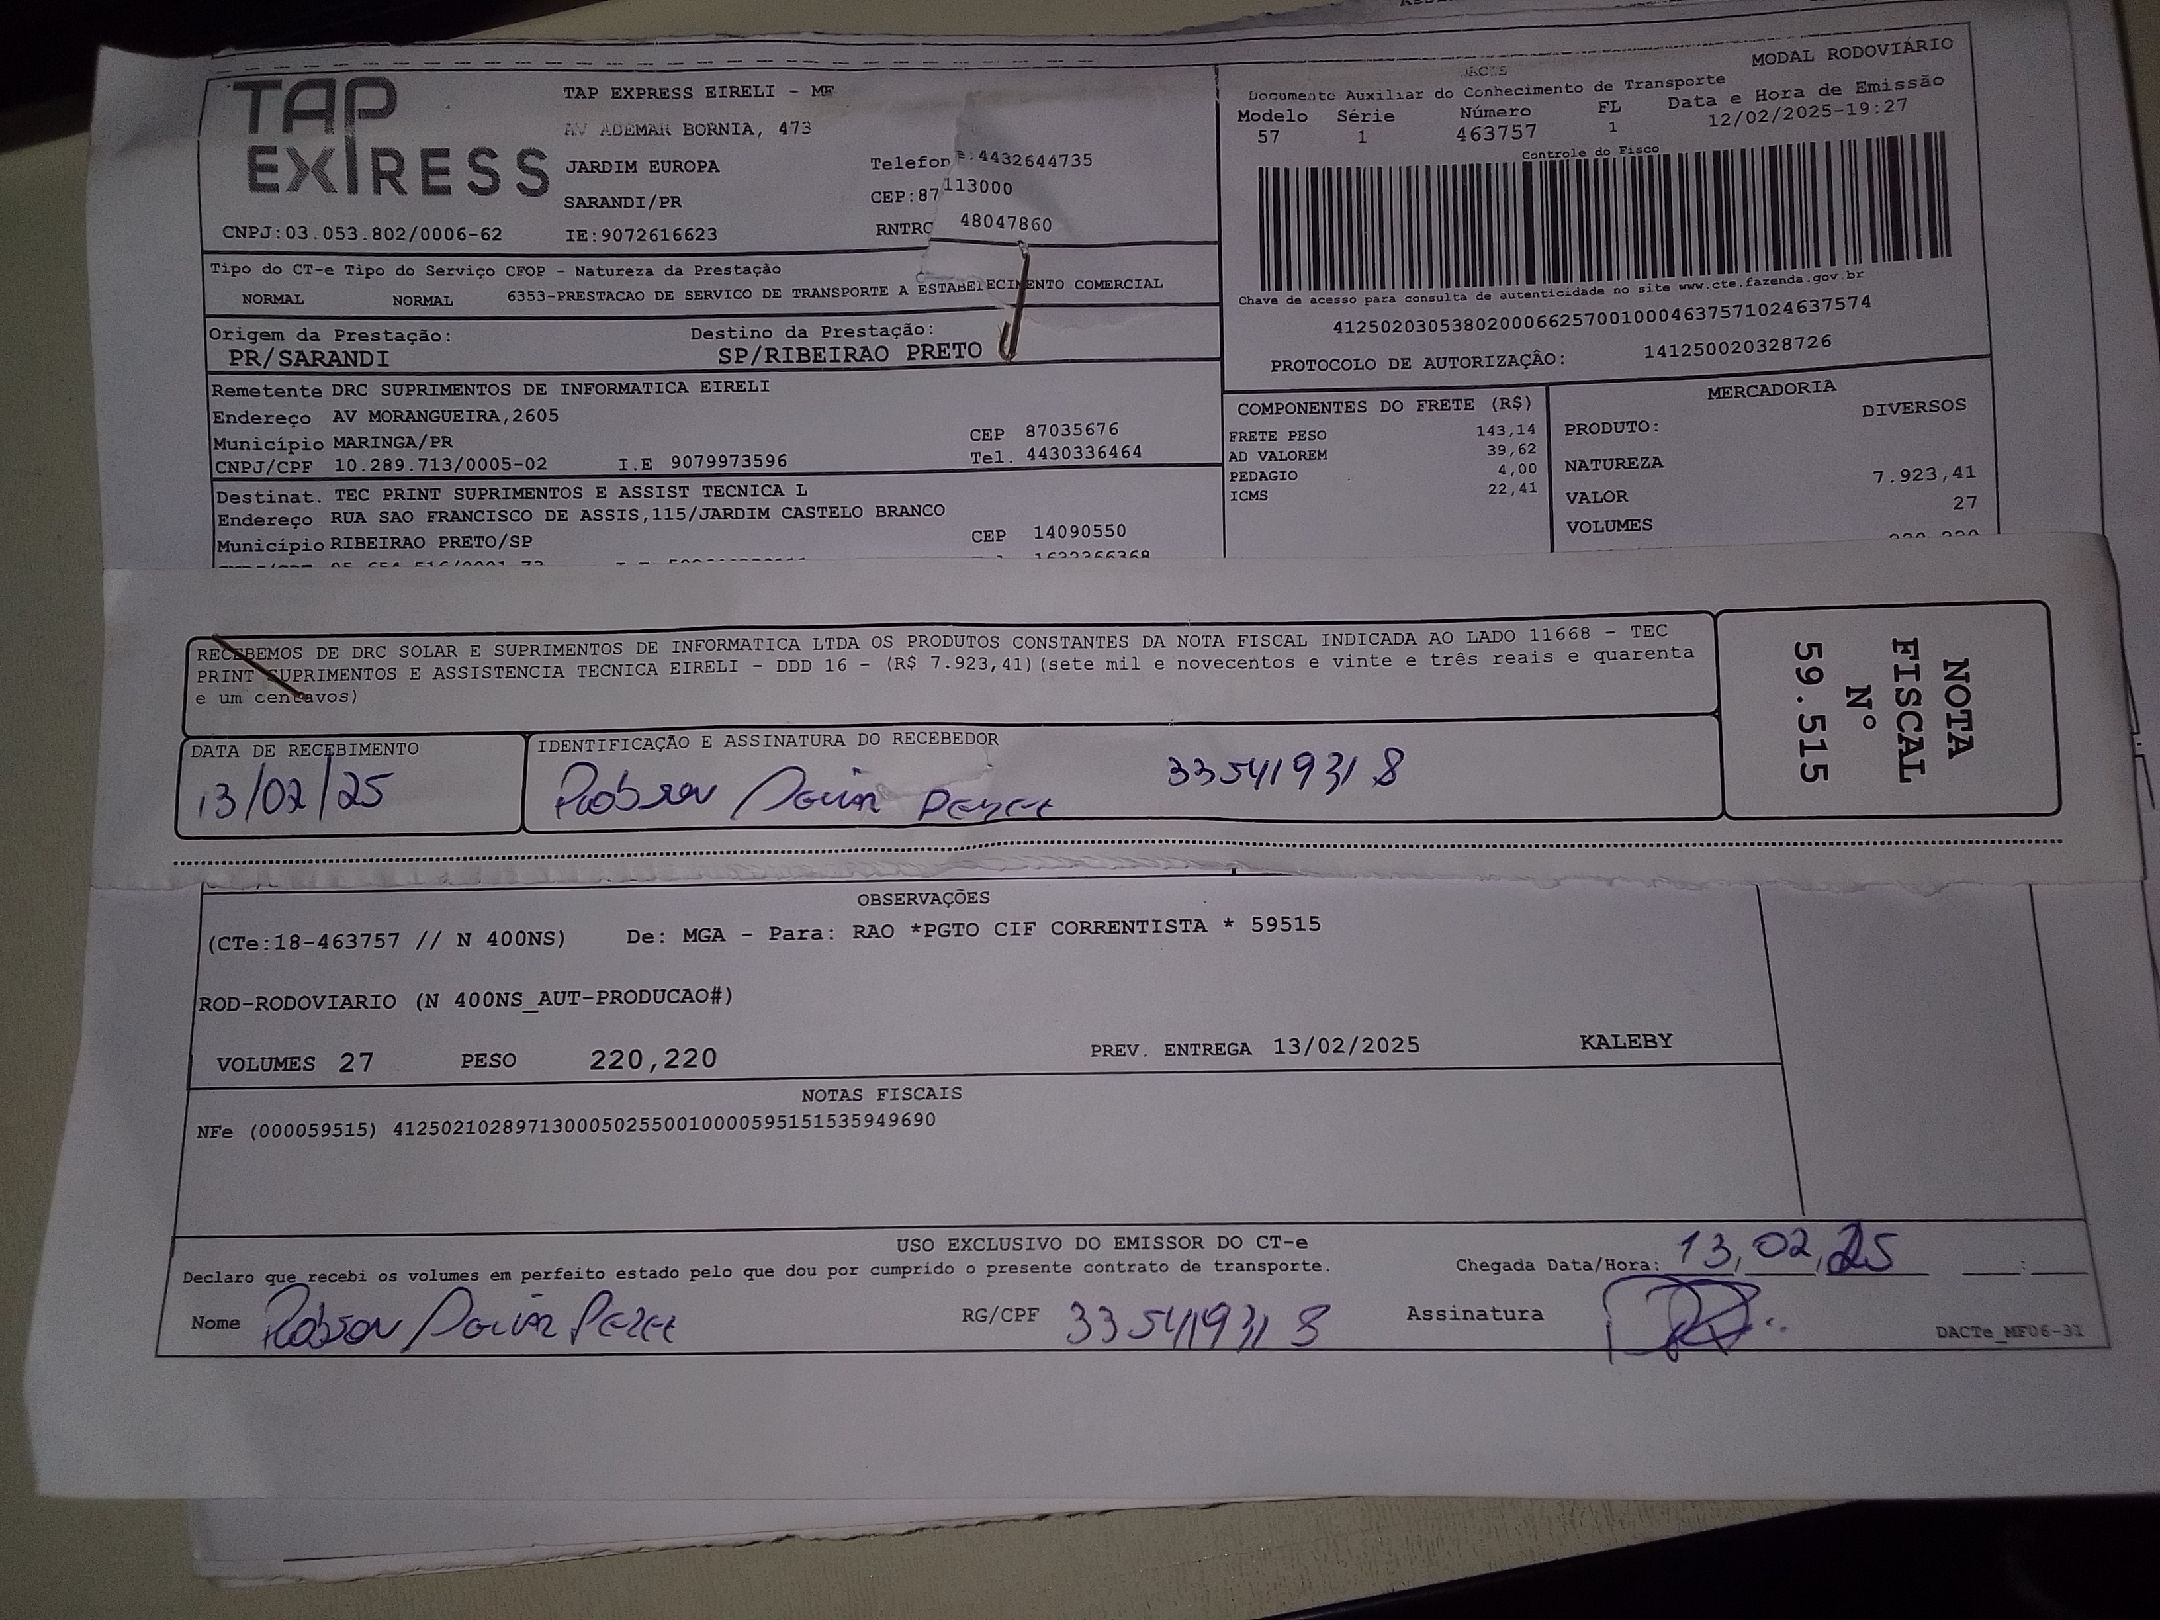 TAP EXPRESS
TAP EXPRESS EIRELI - ME
AV ADEMAR BORNIA, 473
JARDIM EUROPA
Telefone:4432644735
SARANDI/PR
CEP:87113000
CNPJ:03.053.802/0006-62 IE:9072616623
RNTRC 48047860
MODAL RODOVIÁRIO
DACTE
Documento Auxiliar do Conhecimento de Transporte
Modelo Série Número FL Data e Hora de Emissão
57 1 463757 1 12/02/2025-19:27
Controle do Fisco
Chave de acesso para consulta de autenticidade no site www.cte.fazenda.gov.br
41250203053802000662570010004637571024637574
PROTOCOLO DE AUTORIZAÇÃO: 141250020328726
Tipo do CT-e Tipo do Serviço CFOP - Natureza da Prestação
NORMAL NORMAL 6353-PRESTACAO DE SERVICO DE TRANSPORTE A ESTABELECIMENTO COMERCIAL
Origem da Prestação: Destino da Prestação:
PR/SARANDI SP/RIBEIRAO PRETO
Remetente DRC SUPRIMENTOS DE INFORMATICA EIRELI
Endereço AV MORANGUEIRA,2605
Município MARINGA/PR CEP 87035676
CNPJ/CPF 10.289.713/0005-02 I.E 9079973596 Tel. 4430336464
Destinat. TEC PRINT SUPRIMENTOS E ASSIST TECNICA L
Endereço RUA SAO FRANCISCO DE ASSIS,115/JARDIM CASTELO BRANCO
Município RIBEIRAO PRETO/SP CEP 14090550
COMPONENTES DO FRETE (R$)
FRETE PESO 143,14
AD VALOREM 39,62
PEDAGIO 4,00
ICMS 22,41
MERCADORIA
PRODUTO: DIVERSOS
NATUREZA
VALOR 7.923,41
VOLUMES 27
RECEBEMOS DE DRC SOLAR E SUPRIMENTOS DE INFORMATICA LTDA OS PRODUTOS CONSTANTES DA NOTA FISCAL INDICADA AO LADO 11668 - TEC
PRINT SUPRIMENTOS E ASSISTENCIA TECNICA EIRELI - DDD 16 - (R$ 7.923,41)(sete mil e novecentos e vinte e três reais e quarenta
e um centavos)
DATA DE RECEBIMENTO
13/02/25
IDENTIFICAÇÃO E ASSINATURA DO RECEBEDOR
Robson 335419318
NOTA
FISCAL
Nº
59.515
OBSERVAÇÕES
(CTe:18-463757 // N 400NS) De: MGA - Para: RAO *PGTO CIF CORRENTISTA * 59515
ROD-RODOVIARIO (N 400NS_AUT-PRODUCAO#)
VOLUMES 27 PESO 220,220 PREV. ENTREGA 13/02/2025 KALEBY
NOTAS FISCAIS
NFe (000059515) 41250210289713000502550010000595151535949690
USO EXCLUSIVO DO EMISSOR DO CT-e
Declaro que recebi os volumes em perfeito estado pelo que dou por cumprido o presente contrato de transporte. Chegada Data/Hora: 13,02,25
Nome Robson RG/CPF 335419318 Assinatura
DACTe_MF06-31